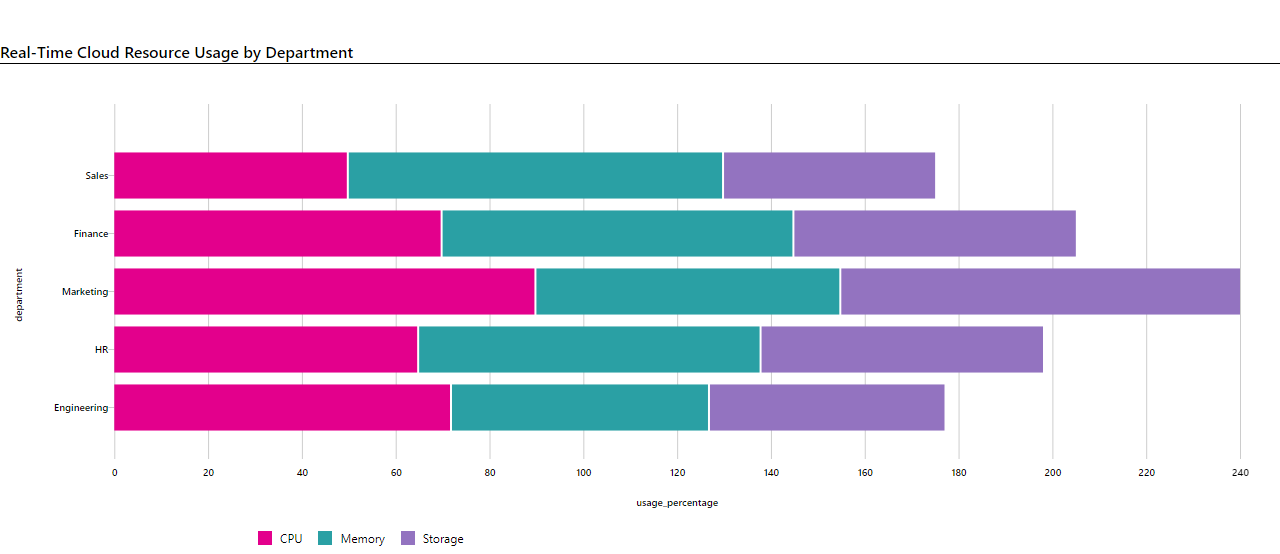 Real-Time Cloud Resource Usage by Department
Sales
Finance
Marketing
HR
Engineering
department
0 20 40 60 80 100 120 140 160 180 200 220 240
usage_percentage
CPU Memory Storage